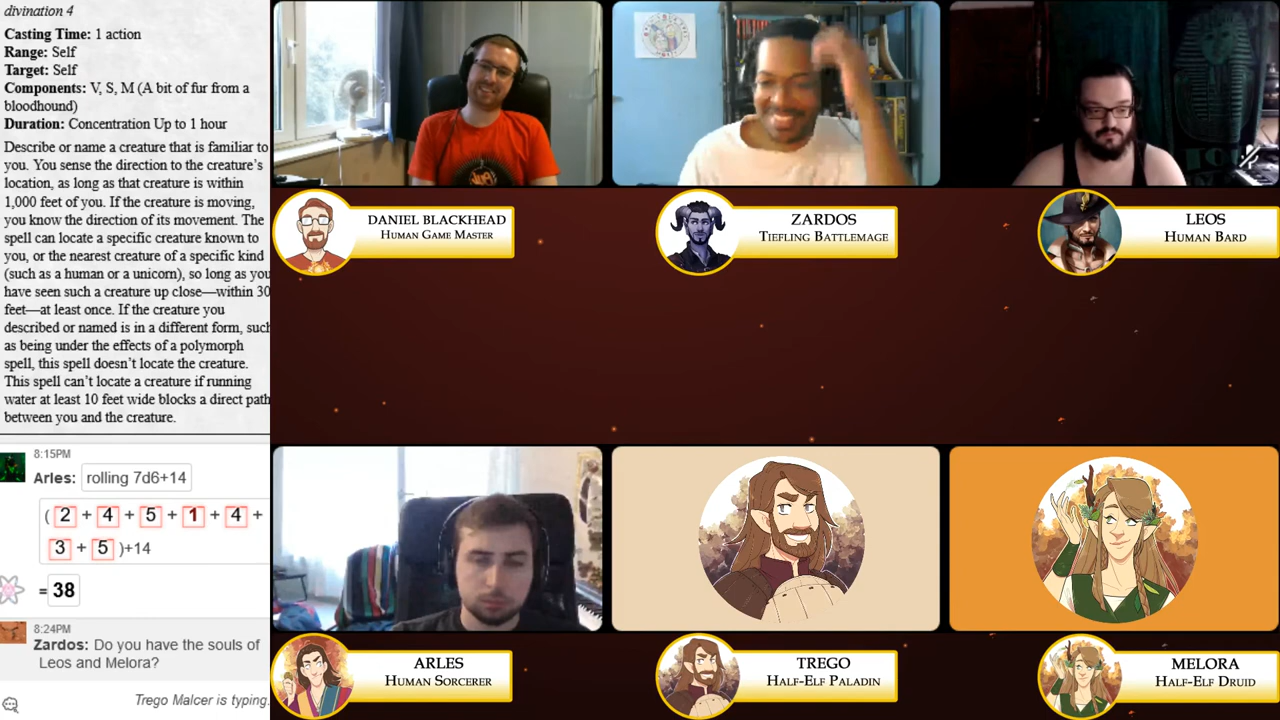 divination 4
Casting Time: 1 action
Range: Self
Target: Self
Components: V, S, M (A bit of fur from a
bloodhound)
Duration: Concentration Up to 1 hour
Describe or name a creature that is familiar to
you. You sense the direction to the creature's
location, as long as that creature is within
1,000 feet of you. If the creature is moving,
you know the direction of its movement. The
spell can locate a specific creature known to
you, or the nearest creature of a specific kind
(such as a human or a unicorn), so long as you
have seen such a creature up close—within 30
feet—at least once. If the creature you
described or named is in a different form, such
as being under the effects of a polymorph
spell, this spell doesn't locate the creature.
This spell can't locate a creature if running
water at least 10 feet wide blocks a direct path
between you and the creature.
8:15PM
Arles: rolling 7d6+14
( 2 + 4 + 5 + 1 + 4 +
3 + 5 )+14
= 38
8:24PM
Zardos: Do you have the souls of
Leos and Melora?
Trego Malcer is typing.
DANIEL BLACKHEAD
HUMAN GAME MASTER
ZARDOS
TIEFLING BATTLEMAGE
LEOS
HUMAN BARD
ARLES
HUMAN SORCERER
TREGO
HALF-ELF PALADIN
MELORA
HALF-ELF DRUID